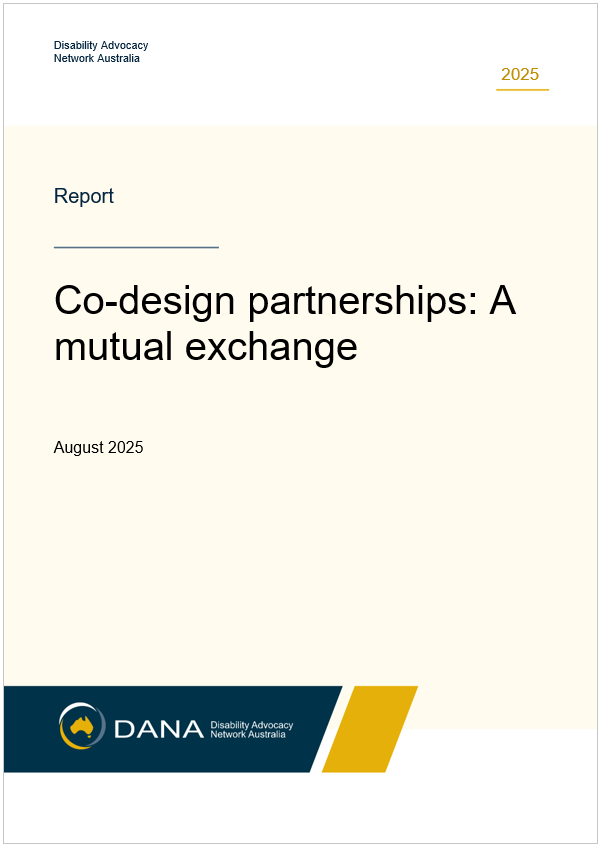 Disability Advocacy
Network Australia
2025
Report
Co-design partnerships: A
mutual exchange
August 2025
DANA
Disability Advocacy
Network Australia